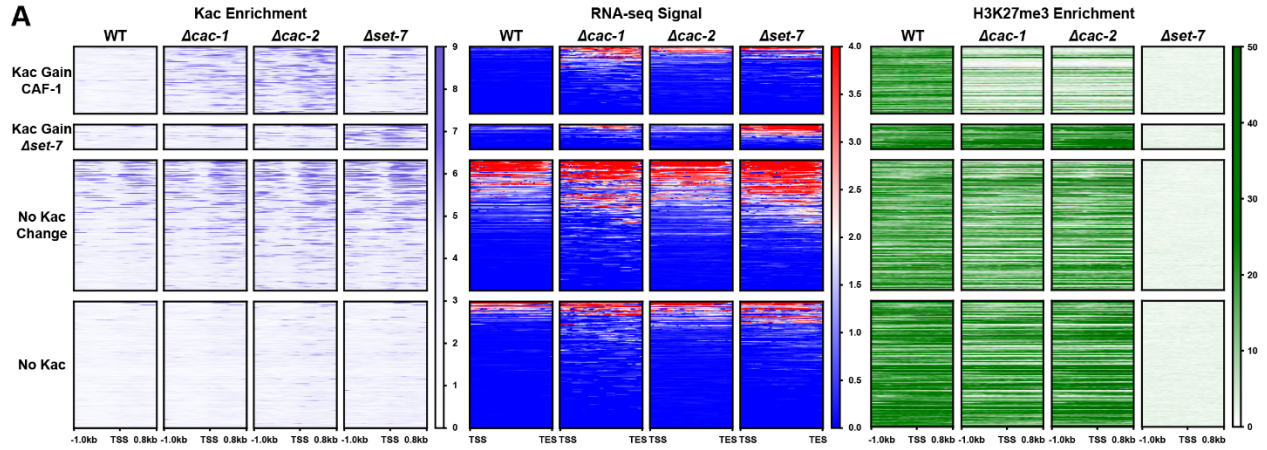 A
Kac Enrichment
RNA-seq Signal
H3K27me3 Enrichment
WT Δcac-1 Δcac-2 Δset-7
WT Δcac-1 Δcac-2 Δset-7
WT Δcac-1 Δcac-2 Δset-7
Kac Gain
CAF-1
Kac Gain
Δset-7
No Kac
Change
No Kac
9
8
7
6
5
4
3
2
1
0
4.0
3.5
3.0
2.5
2.0
1.5
1.0
0.5
0.0
50
40
30
20
10
0
-1.0kb TSS 0.8kb -1.0kb TSS 0.8kb -1.0kb TSS 0.8kb -1.0kb TSS 0.8kb
TSS TES TSS TES TSS TES TSS TES
-1.0kb TSS 0.8kb -1.0kb TSS 0.8kb -1.0kb TSS 0.8kb -1.0kb TSS 0.8kb